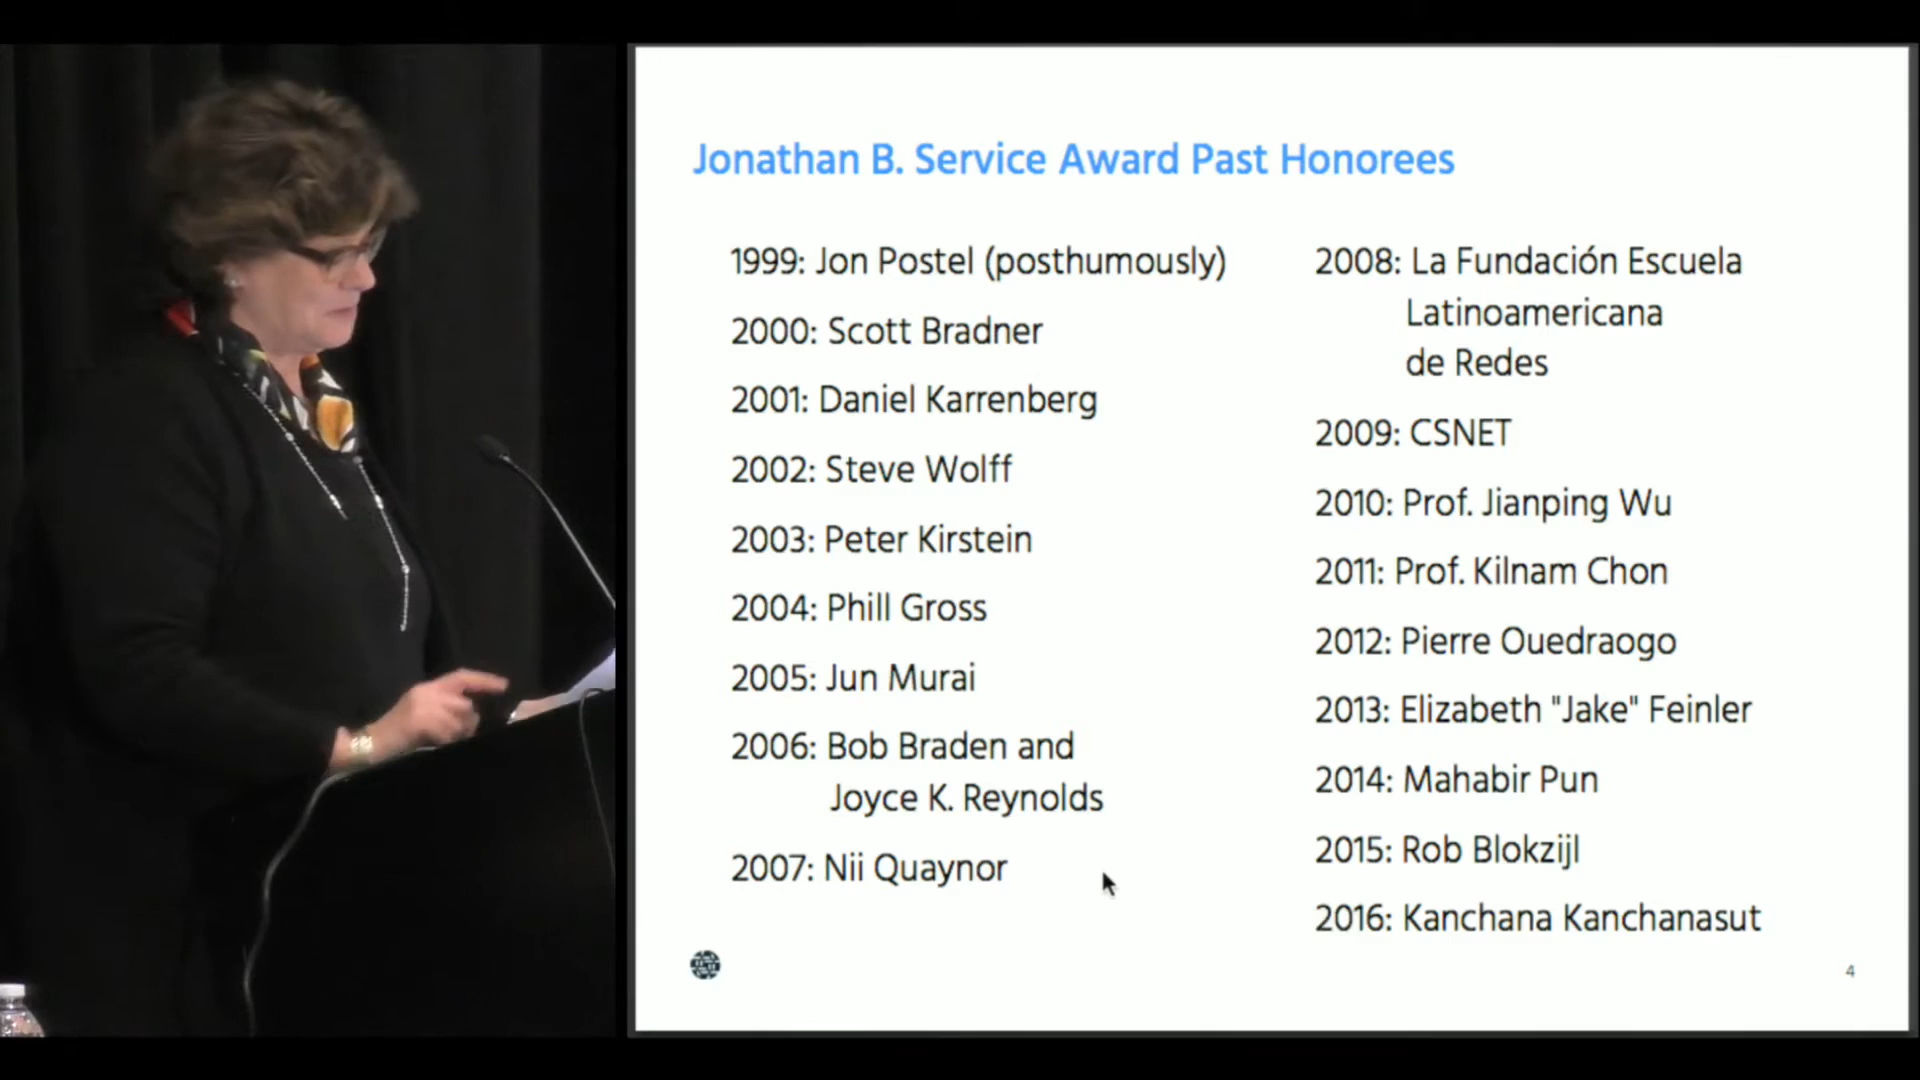 Jonathan B. Service Award Past Honorees
1999: Jon Postel (posthumously)
2000: Scott Bradner
2001: Daniel Karrenberg
2002: Steve Wolff
2003: Peter Kirstein
2004: Phill Gross
2005: Jun Murai
2006: Bob Braden and
Joyce K. Reynolds
2007: Nii Quaynor
2008: La Fundación Escuela
Latinoamericana
de Redes
2009: CSNET
2010: Prof. Jianping Wu
2011: Prof. Kilnam Chon
2012: Pierre Ouedraogo
2013: Elizabeth "Jake" Feinler
2014: Mahabir Pun
2015: Rob Blokzijl
2016: Kanchana Kanchanasut
4